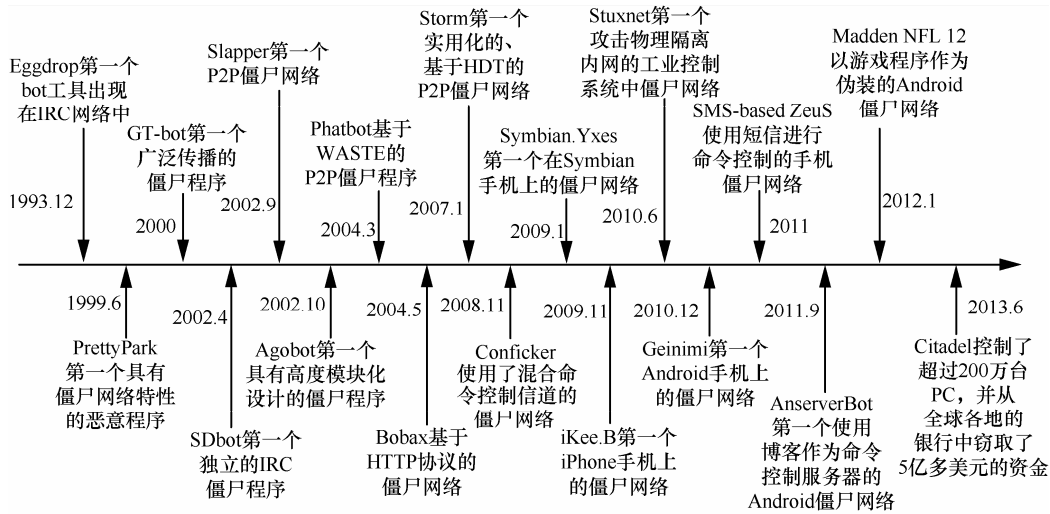 Eggdrop第一个
bot工具出现
在IRC网络中
1993.12
1999.6
PrettyPark
第一个具有
僵尸网络特性
的恶意程序
GT-bot第一个
广泛传播的
僵尸程序
2000
2002.4
SDbot第一个
独立的IRC
僵尸程序
Slapper第一个
P2P僵尸网络
2002.9
2002.10
Agobot第一个
具有高度模块化
设计的僵尸程序
Phatbot基于
WASTE的
P2P僵尸程序
2004.3
2004.5
Bobax基于
HTTP协议的
僵尸网络
Storm第一个
实用化的、
基于HDT的
P2P僵尸网络
2007.1
2008.11
Conficker
使用了混合命
令控制信道的
僵尸网络
Symbian.Yxes
第一个在Symbian
手机上的僵尸网络
2009.1
2009.11
iKee.B第一个
iPhone手机上
的僵尸网络
Stuxnet第一个
攻击物理隔离
内网的工业控制
系统中僵尸网络
2010.6
2010.12
Geinimi第一个
Android手机上
的僵尸网络
SMS-based ZeuS
使用短信进行
命令控制的手机
僵尸网络
2011
2011.9
AnserverBot
第一个使用
博客作为命令
控制服务器的
Android僵尸网络
Madden NFL 12
以游戏程序作为
伪装的Android
僵尸网络
2012.1
2013.6
Citadel控制了
超过200万台
PC，并从
全球各地的
银行中窃取了
5亿多美元的资金